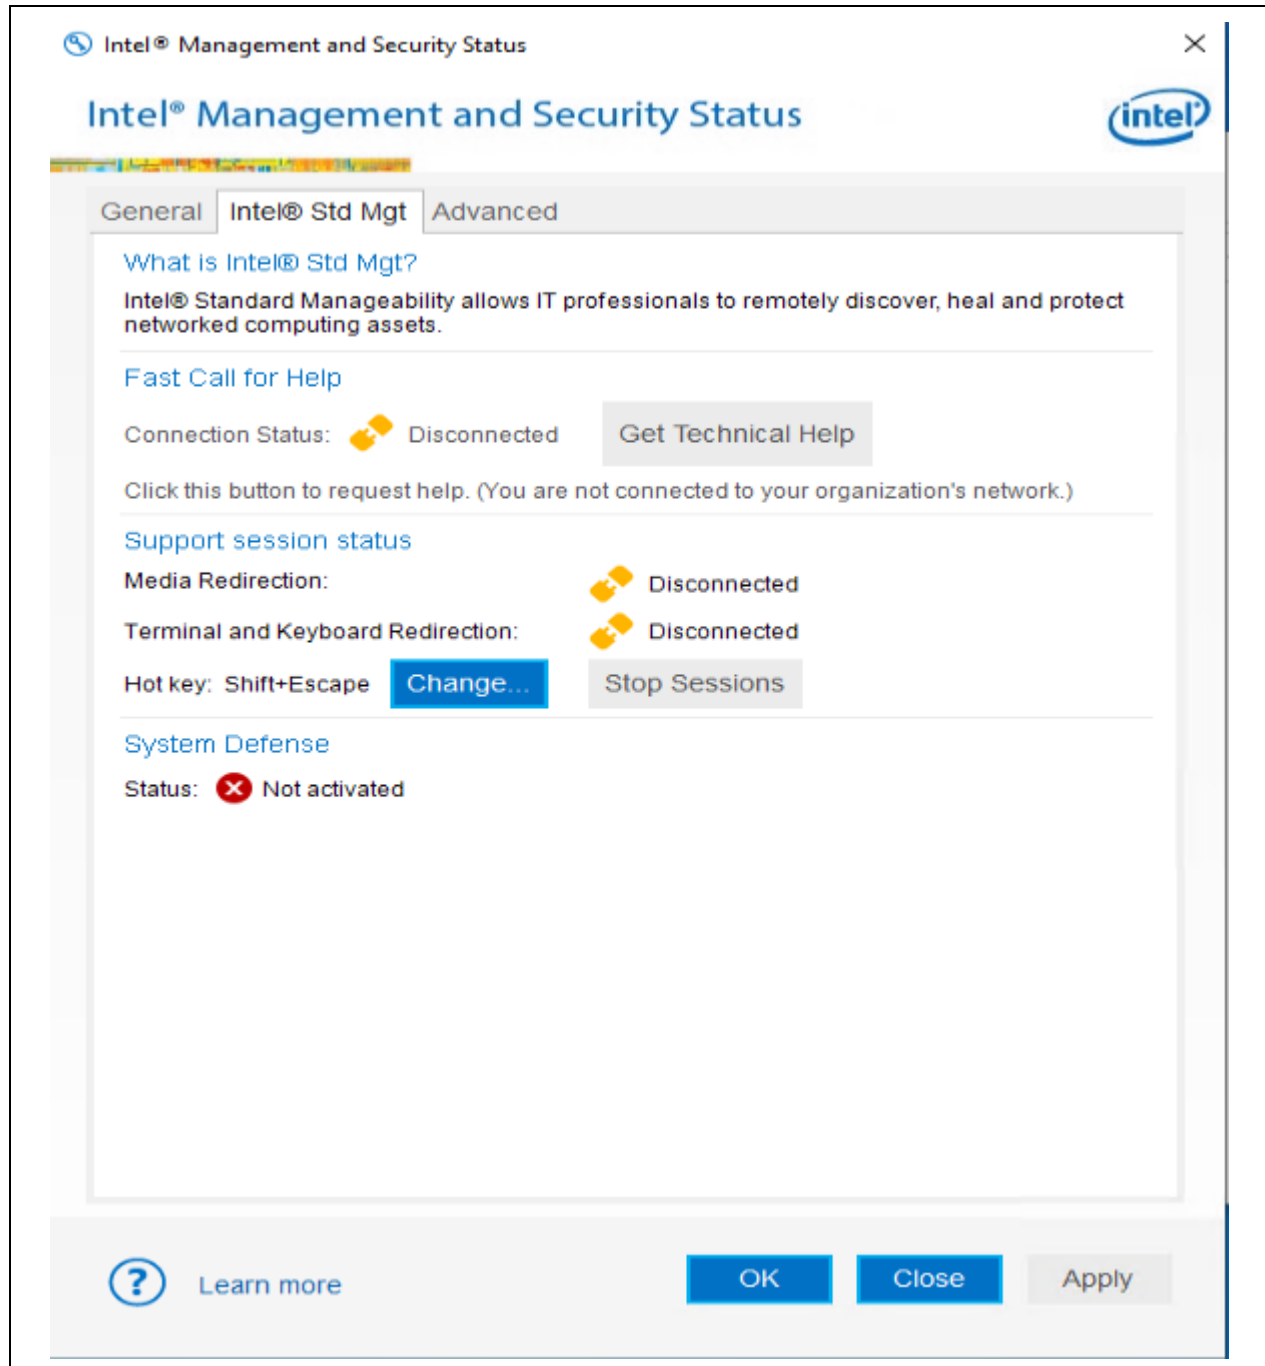 Intel® Management and Security Status
Intel® Management and Security Status
intel®
General Intel® Std Mgt Advanced
What is Intel® Std Mgt?
Intel® Standard Manageability allows IT professionals to remotely discover, heal and protect
networked computing assets.
Fast Call for Help
Connection Status: Disconnected Get Technical Help
Click this button to request help. (You are not connected to your organization's network.)
Support session status
Media Redirection: Disconnected
Terminal and Keyboard Redirection: Disconnected
Hot key: Shift+Escape Change... Stop Sessions
System Defense
Status: Not activated
? Learn more OK Close Apply